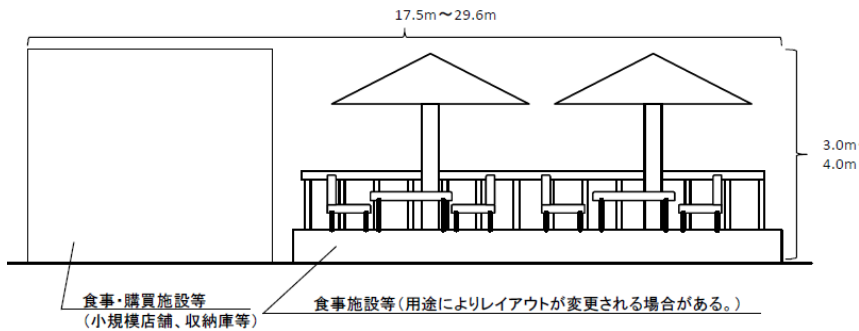 17.5m～29.6m
3.0m
4.0m
食事・購買施設等
（小規模店舗、収納庫等）
食事施設等（用途によりレイアウトが変更される場合がある。）